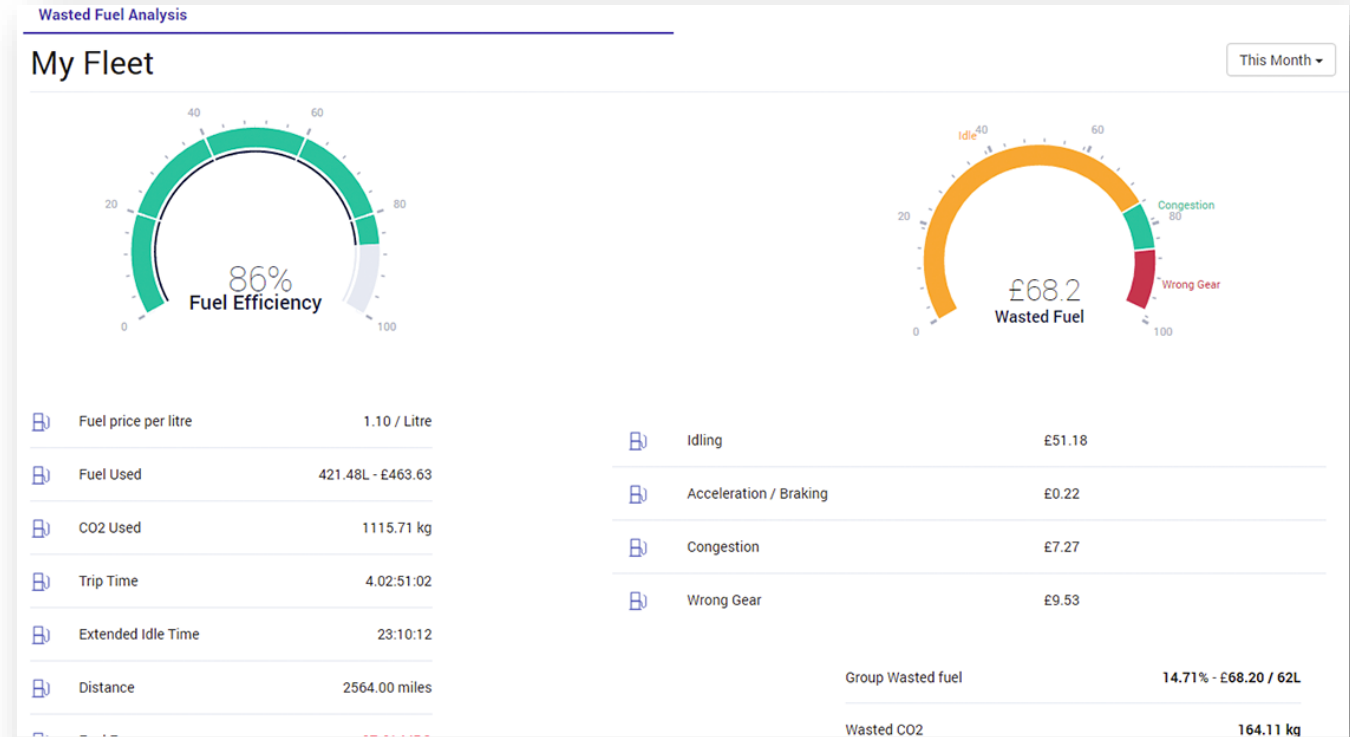 Wasted Fuel Analysis
My Fleet
This Month
0
20
40
60
80
100
86%
Fuel Efficiency
0
20
Idle
40
60
Congestion
80
Wrong Gear
100
£68.2
Wasted Fuel
Fuel price per litre 1.10 / Litre
Fuel Used 421.48L - £463.63
CO2 Used 1115.71 kg
Trip Time 4.02:51:02
Extended Idle Time 23:10:12
Distance 2564.00 miles
Idling £51.18
Acceleration / Braking £0.22
Congestion £7.27
Wrong Gear £9.53
Group Wasted fuel 14.71% - £68.20 / 62L
Wasted CO2 164.11 kg